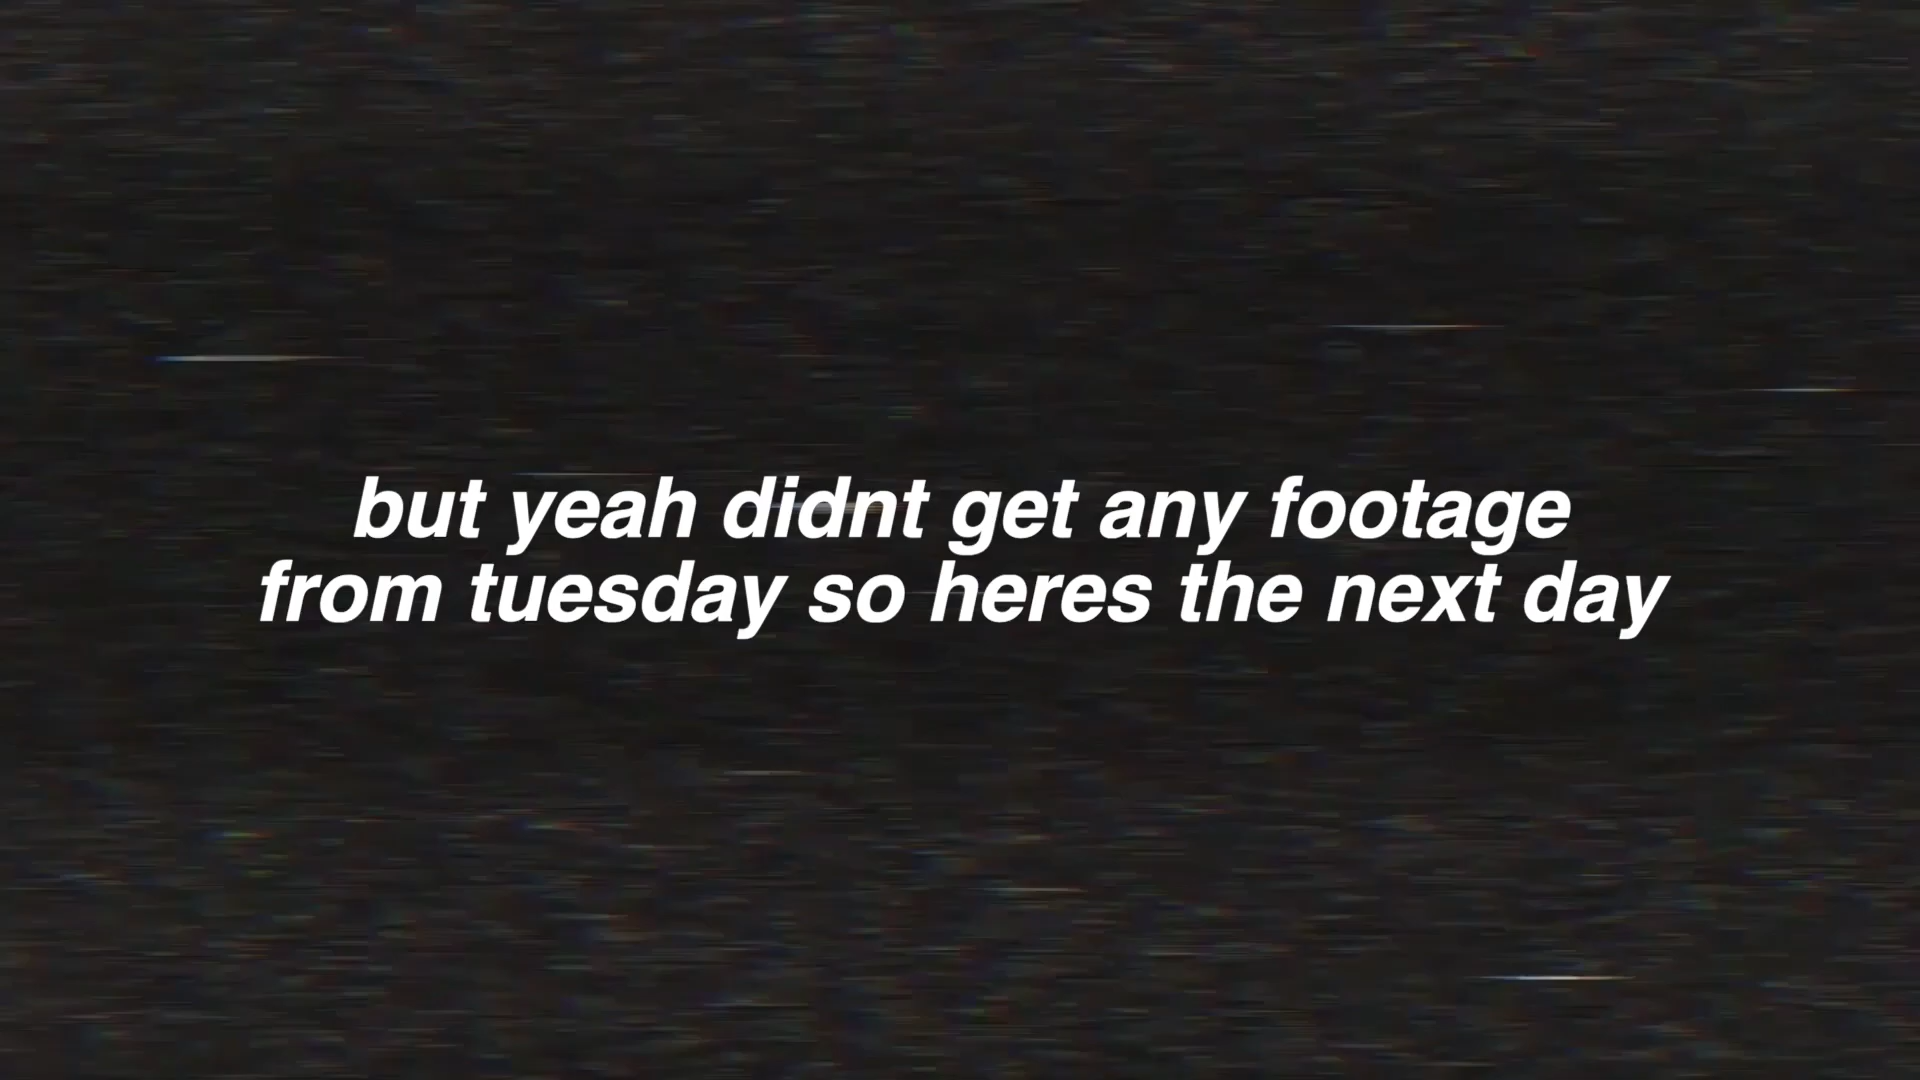 but yeah didnt get any footage
from tuesday so heres the next day